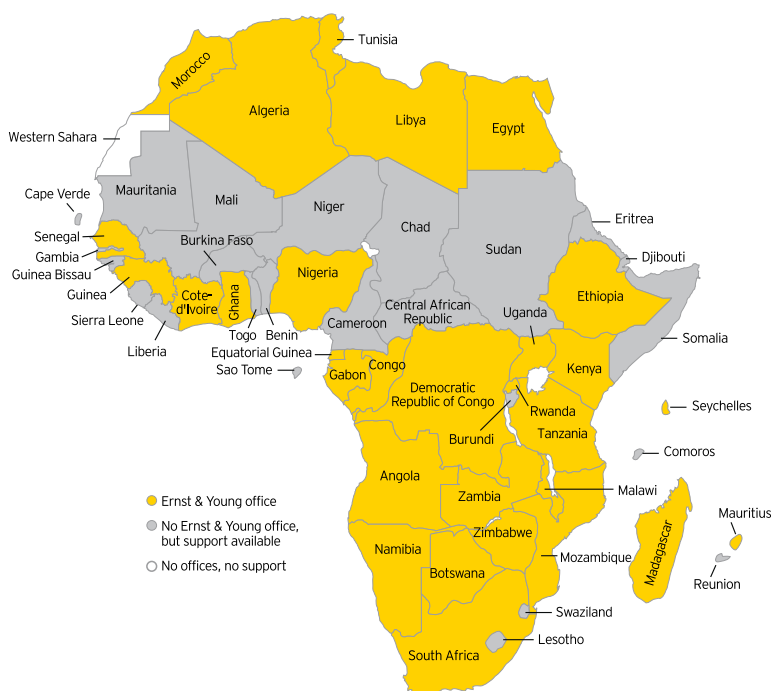 Tunisia
Morocco
Algeria
Libya
Egypt
Western Sahara
Mauritania
Mali
Niger
Chad
Sudan
Eritrea
Cape Verde
Senegal
Gambia
Guinea Bissau
Guinea
Sierra Leone
Liberia
Burkina Faso
Cote
d'Ivoire
Ghana
Togo
Benin
Nigeria
Cameroon
Central African
Republic
Djibouti
Ethiopia
Somalia
Uganda
Kenya
Equatorial Guinea
Sao Tome
Gabon
Congo
Democratic
Republic of Congo
Rwanda
Burundi
Tanzania
Seychelles
Comoros
Angola
Zambia
Malawi
Mauritius
Reunion
Madagascar
Zimbabwe
Mozambique
Namibia
Botswana
Swaziland
Lesotho
South Africa
Ernst & Young office
No Ernst & Young office,
but support available
No offices, no support